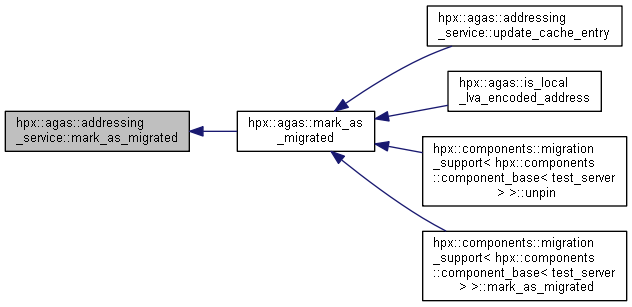 hpx::agas::addressing
_service::mark_as_migrated
hpx::agas::mark_as
_migrated
hpx::agas::addressing
_service::update_cache_entry
hpx::agas::is_local
_lva_encoded_address
hpx::components::migration
_support< hpx::components
::component_base< test_server
> >::unpin
hpx::components::migration
_support< hpx::components
::component_base< test_server
> >::mark_as_migrated